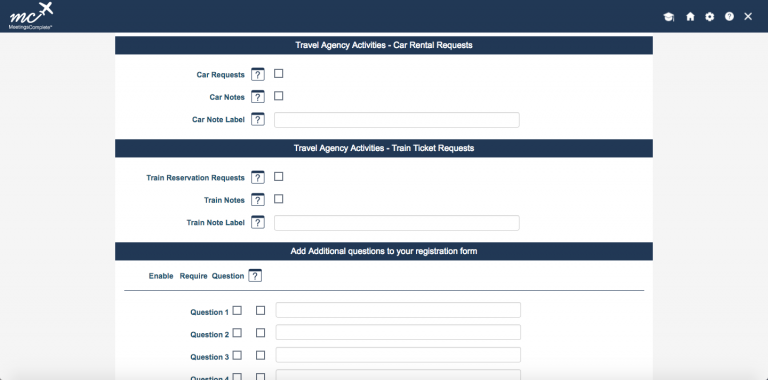 mc
MeetingsComplete
Travel Agency Activities - Car Rental Requests
Car Requests ?
Car Notes ?
Car Note Label ?
Travel Agency Activities - Train Ticket Requests
Train Reservation Requests ?
Train Notes ?
Train Note Label ?
Add Additional questions to your registration form
Enable Require Question ?
Question 1
Question 2
Question 3
Question 4